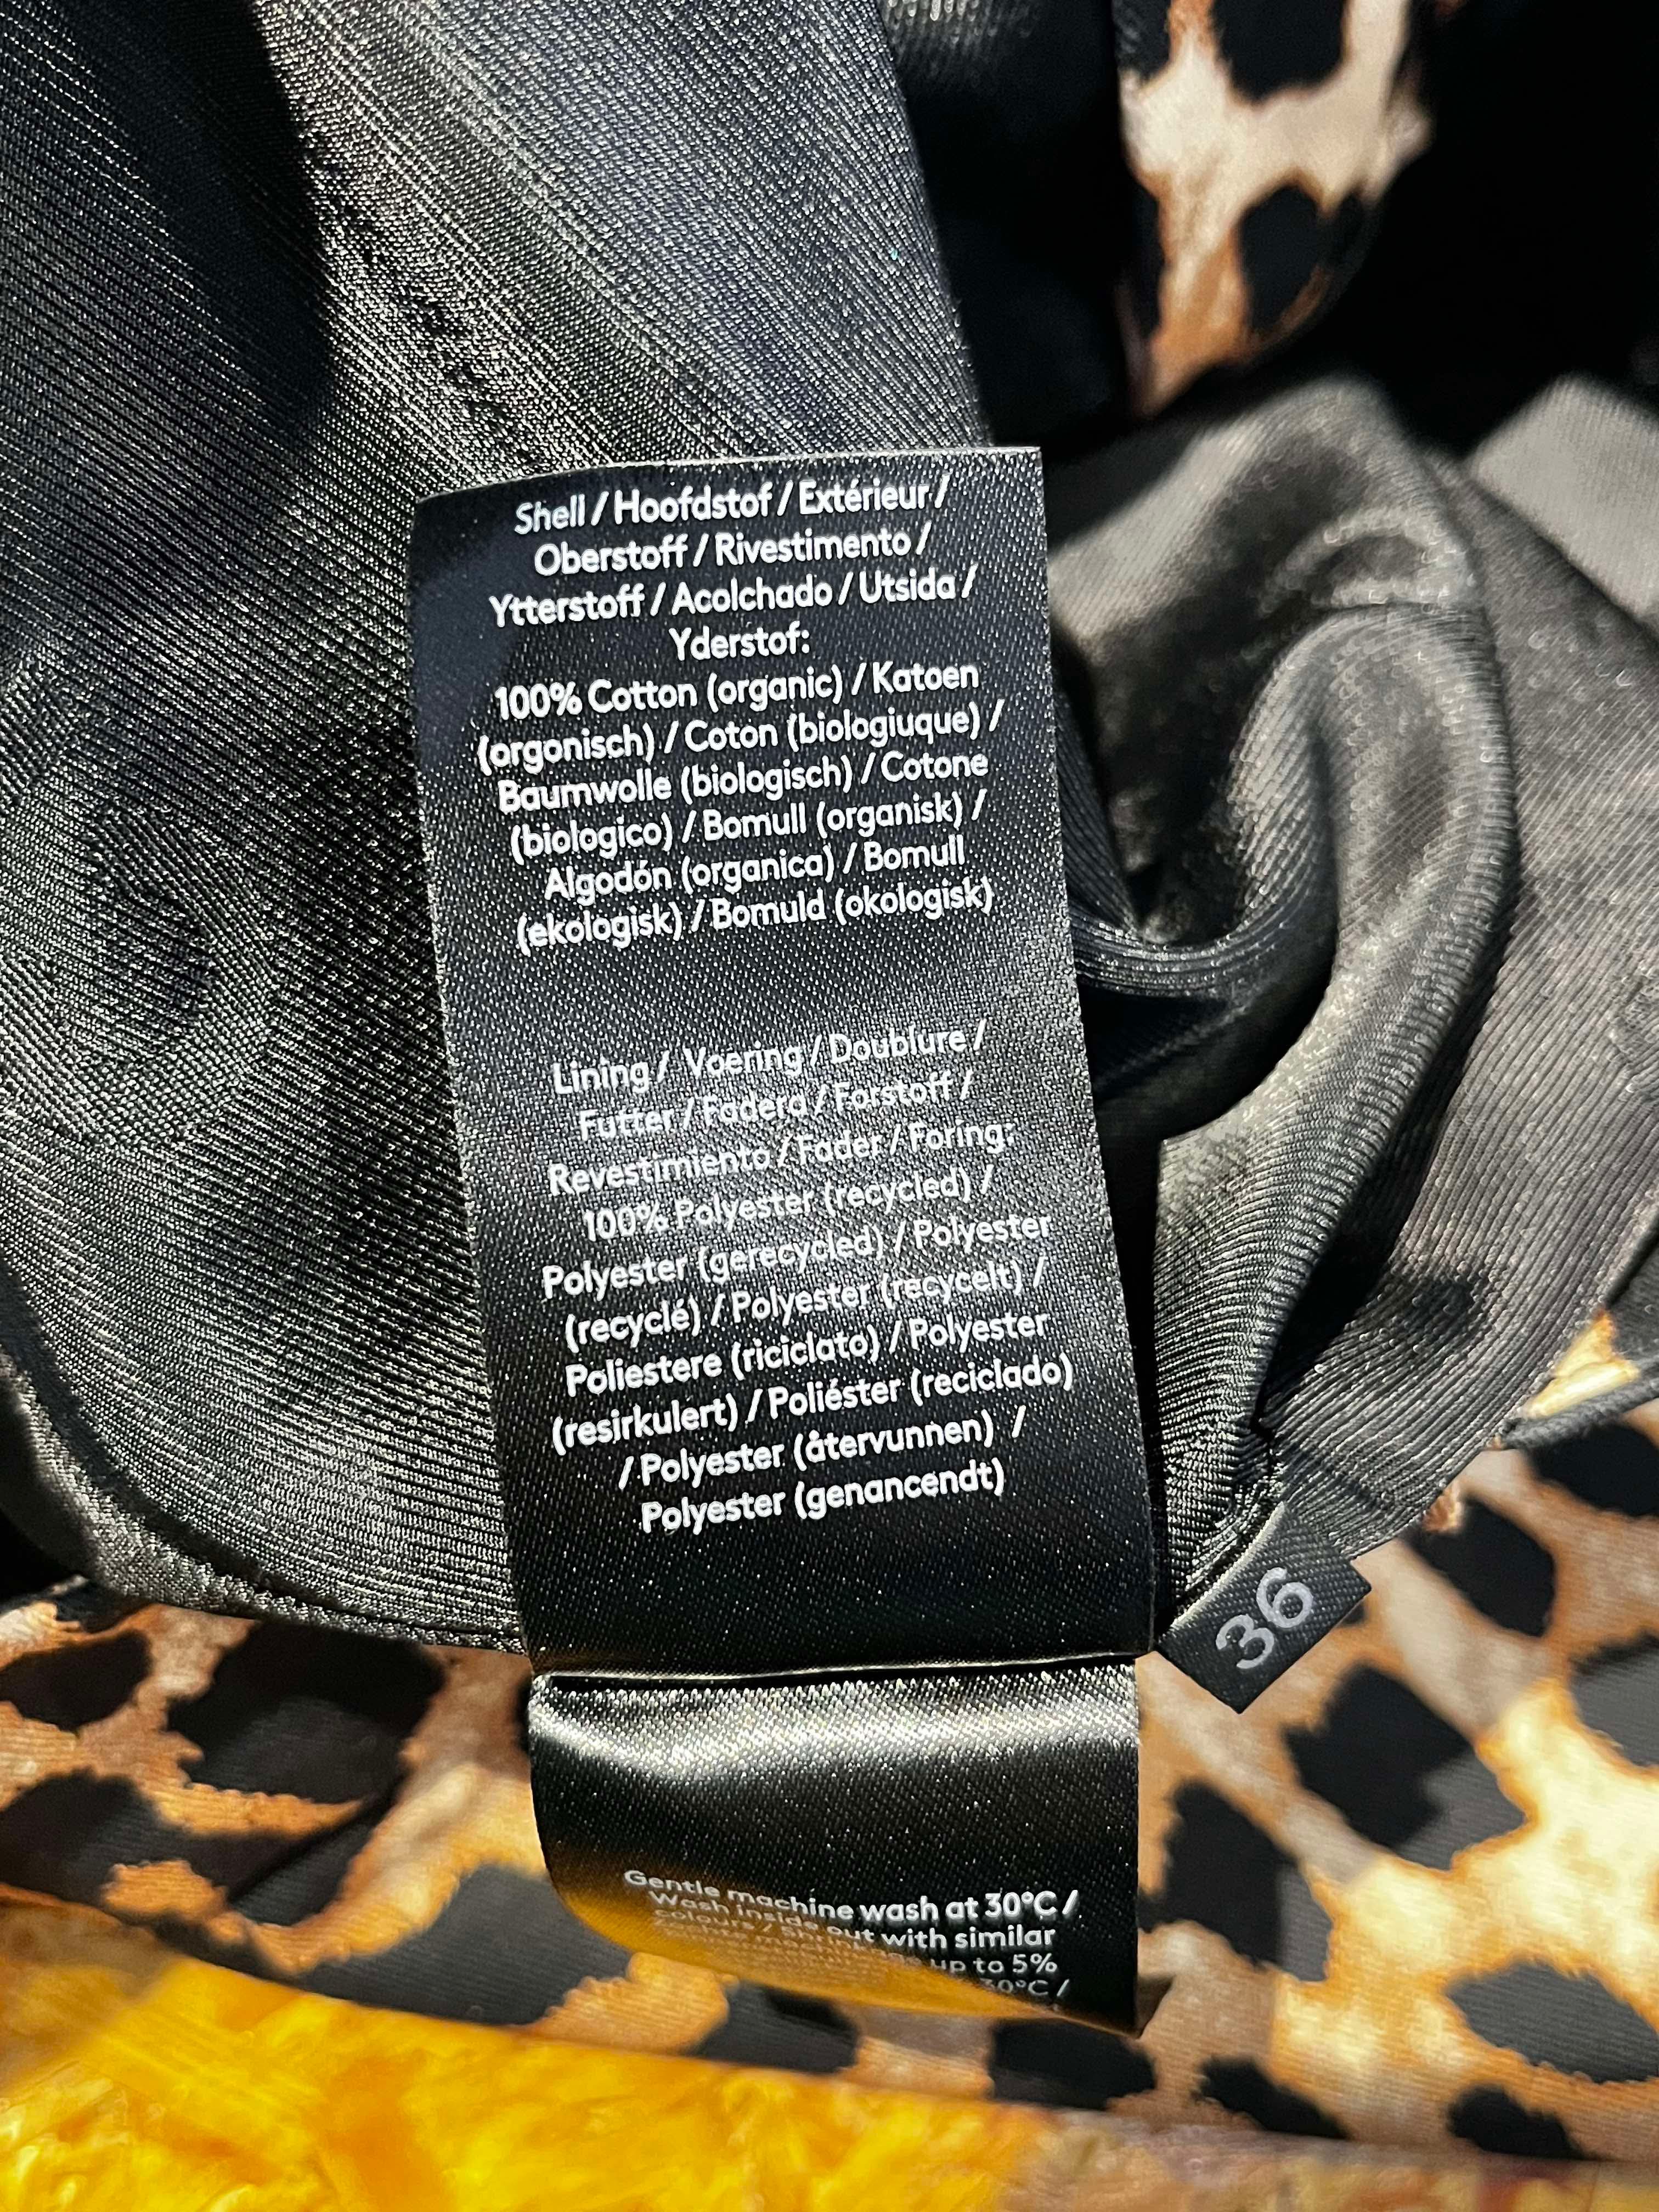 Shell / Hoofdstof / Extérieur /
Oberstoff / Rivestimento /
Ytterstoff / Acolchado / Utsida /
Yderstof:
100% Cotton (organic) / Katoen
(orgonisch) / Coton (biologiuque) /
Baumwolle (biologisch) / Cotone
(biologico) / Bomull (organisk) /
Algodón (organica) / Bomull
(ekologisk) / Bomuld (okologisk)
Lining / Voering / Doublure /
Futter / Fadera / Forstoff /
Revestimiento / Fader / Foring:
100% Polyester (recycled) /
Polyester (gerecycled) / Polyester
(recyclé) / Polyester (recycelt) /
Poliestere (riciclato) / Polyester
(resirkulert) / Poliéster (reciclado)
/ Polyester (återvunnen) /
Polyester (genancendt)
36
Gentle machine wash at 30°C /
Wash inside out with similar
colours / up to 5%
30°C /